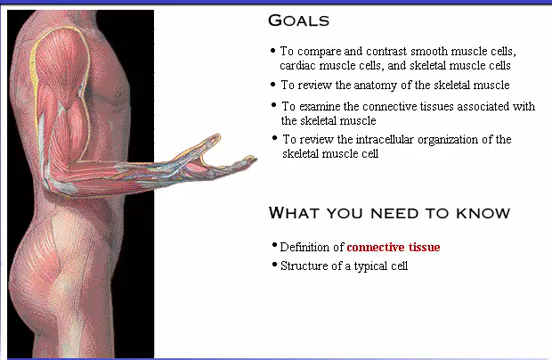 GOALS
• To compare and contrast smooth muscle cells,
cardiac muscle cells, and skeletal muscle cells
• To review the anatomy of the skeletal muscle
• To examine the connective tissues associated with
the skeletal muscle
• To review the intracellular organization of the
skeletal muscle cell
WHAT YOU NEED TO KNOW
• Definition of connective tissue
• Structure of a typical cell